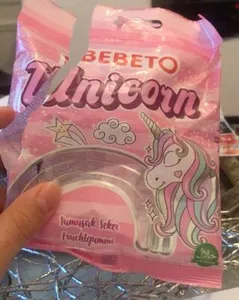 BEBETO
Unicorn
Yumuşak Şeker
Fruchtgummi